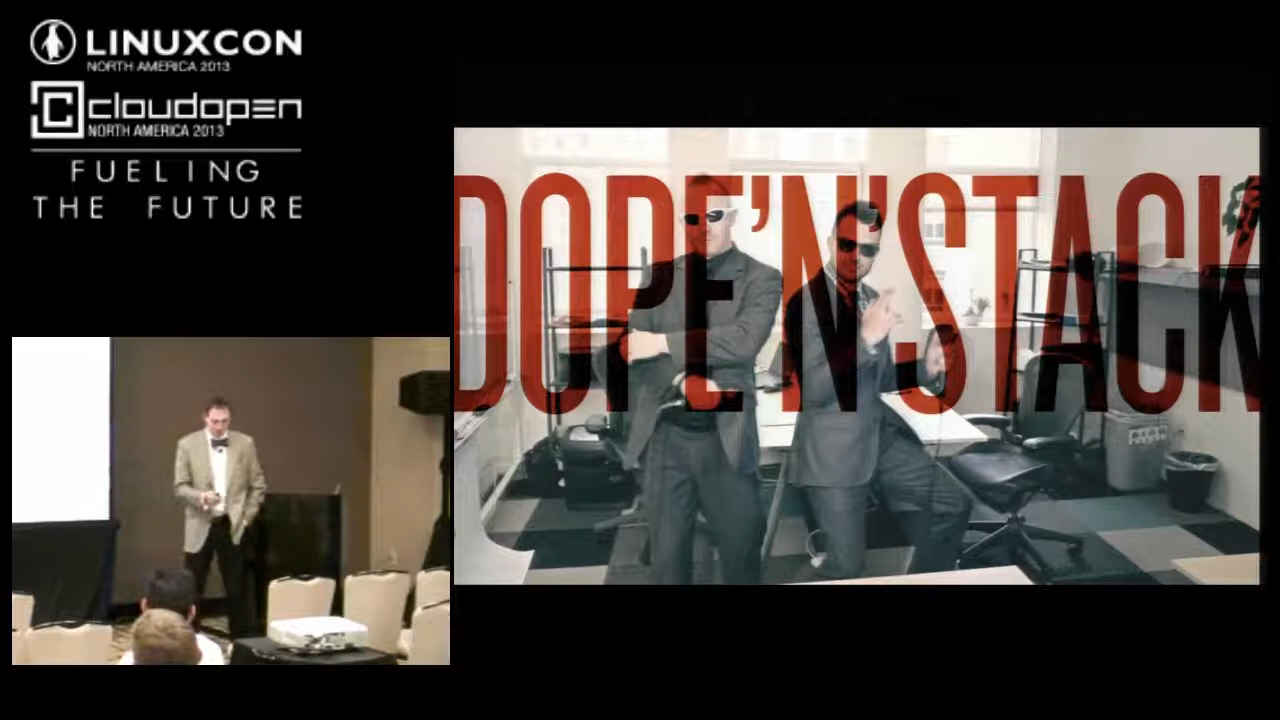 LINUXCON
NORTH AMERICA 2013
cloudopen
NORTH AMERICA 2013
FUELING
THE FUTURE
DOPE'N'STACK